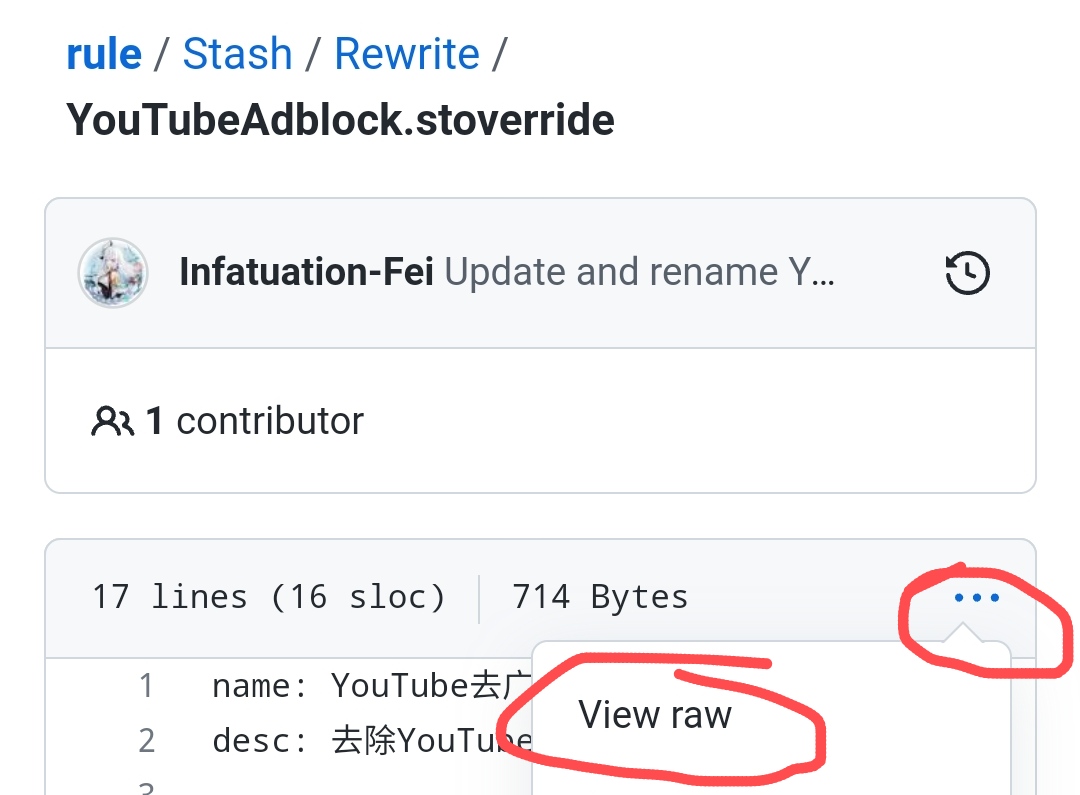 rule / Stash / Rewrite /
YouTubeAdblock.stoverride
Infatuation-Fei Update and rename Y...
1 contributor
17 lines (16 sloc) 714 Bytes
View raw
1 name: YouTube去广
2 desc: 去除YouTube
3